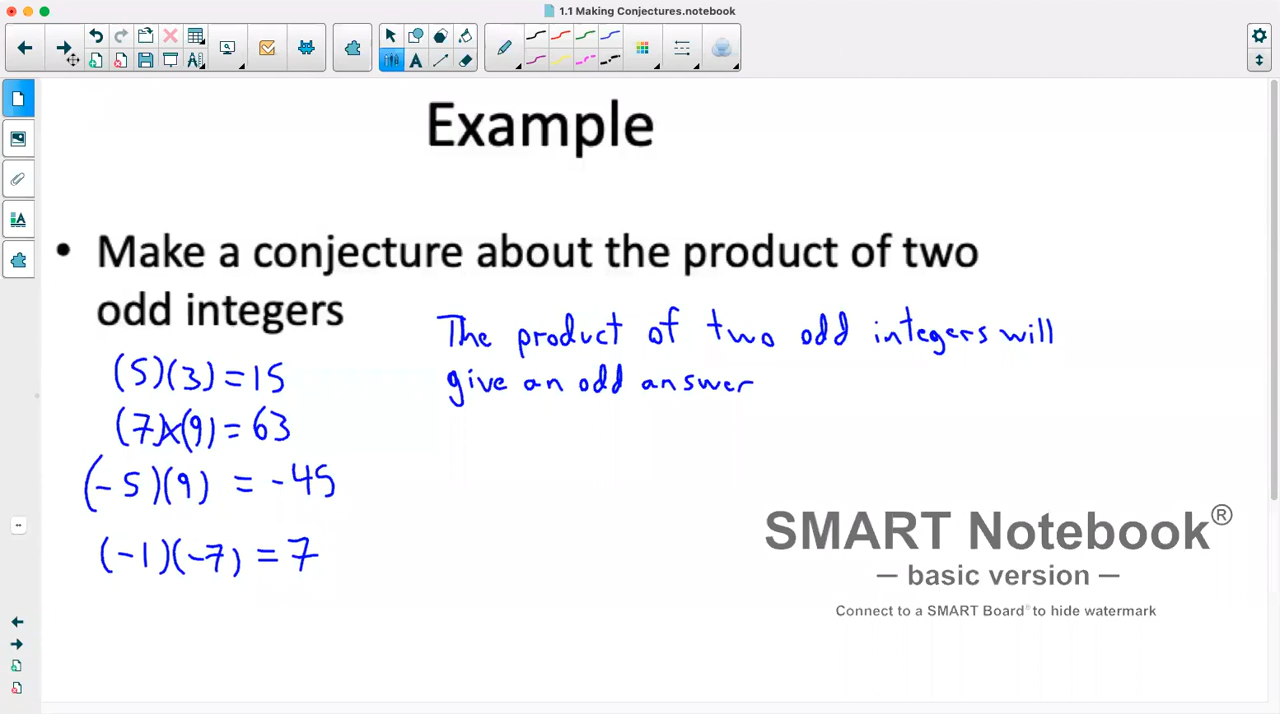 1.1 Making Conjectures.notebook
Example
• Make a conjecture about the product of two
odd integers
The product of two odd integers will
give an odd answer
(5)(3)=15
(7)x(9)=63
(-5)(9) = -45
(-1)(-7) = 7
SMART Notebook®
— basic version —
Connect to a SMART Board® to hide watermark